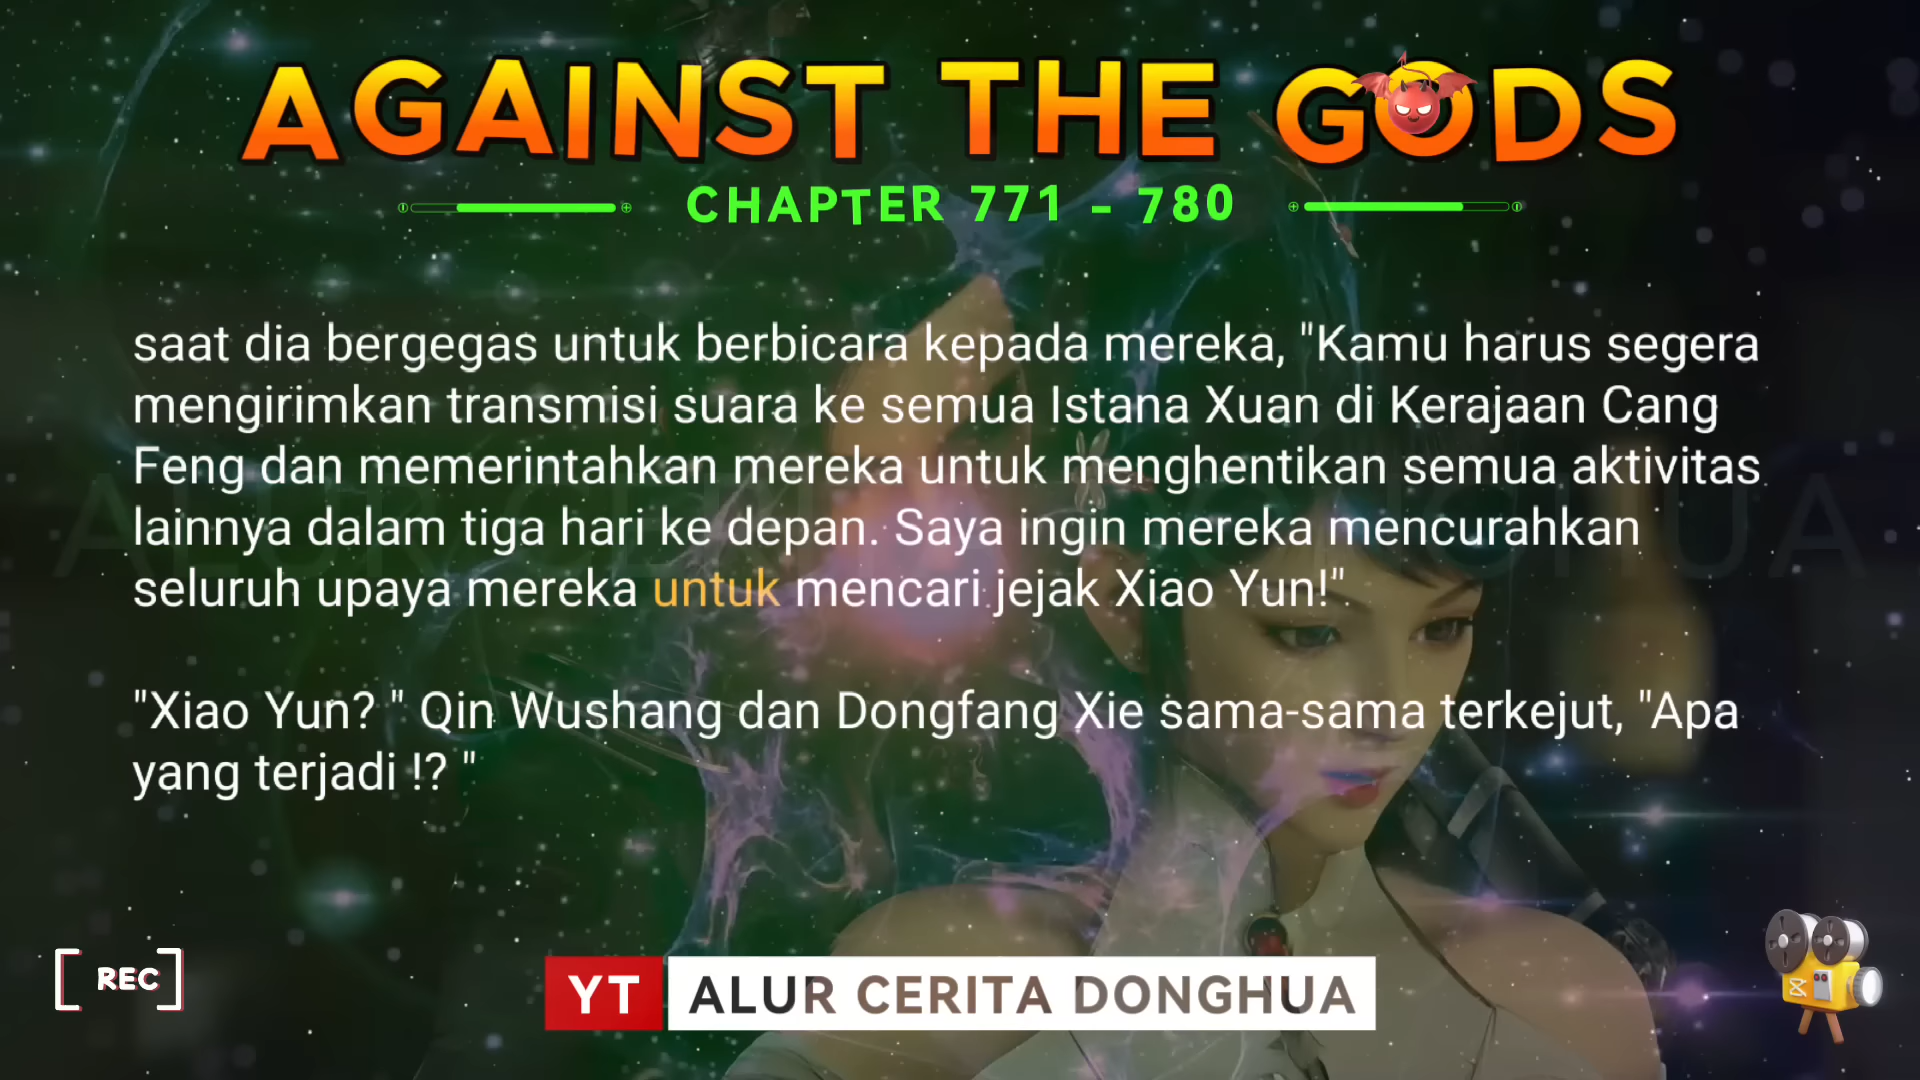 AGAINST THE GODS
CHAPTER 771 - 780
saat dia bergegas untuk berbicara kepada mereka, "Kamu harus segera
mengirimkan transmisi suara ke semua Istana Xuan di Kerajaan Cang
Feng dan memerintahkan mereka untuk menghentikan semua aktivitas
lainnya dalam tiga hari ke depan. Saya ingin mereka mencurahkan
seluruh upaya mereka untuk mencari jejak Xiao Yun!"
"Xiao Yun? " Qin Wushang dan Dongfang Xie sama-sama terkejut, "Apa
yang terjadi !? "
REC
YT ALUR CERITA DONGHUA